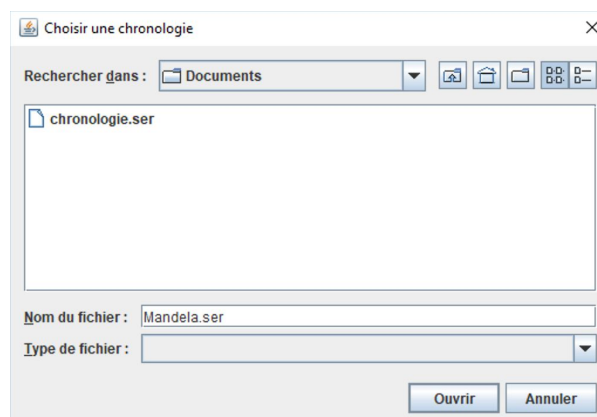 Choisir une chronologie
Rechercher dans :
Documents
chronologie.ser
Nom du fichier :
Mandela.ser
Type de fichier :
Ouvrir
Annuler